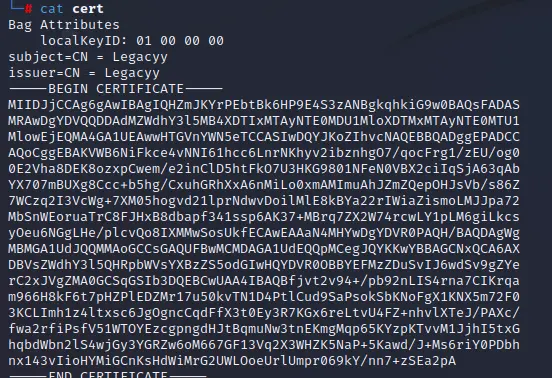 # cat cert
Bag Attributes
localKeyID: 01 00 00 00
subject=CN = Legacyy
issuer=CN = Legacyy
-----BEGIN CERTIFICATE-----
MIIDJjCCAg6gAwIBAgIQHZmJKYrPEbtBk6HP9E4S3zANBgkqhkiG9w0BAQsFADAS
MRAwDgYDVQQDDAdMZWdhY3l5MB4XDTIxMTAyNTE0MDU1MloXDTMxMTAyNTE0MTU1
MlowEjEQMA4GA1UEAwwHTGVnYWN5eTCCASIwDQYJKoZIhvcNAQEBBQADggEPADCC
AQoCggEBAKVWB6NiFkce4vNNI61hcc6LnrNKhyv2ibznhgO7/qocFrg1/zEU/og0
0E2Vha8DEK8ozxpCwem/e2inClD5htFkO7U3HKG9801NFeN0VBX2ciIqSjA63qAb
YX707mBUXg8Ccc+b5hg/CxuhGRhXxA6nMiLo0xmAMImuAhJZmZQepOHJsVb/s86Z
7WCzq2I3VcWg+7XM05hogvd21lprNdwvDoilMlE8kBYa22rIWiaZismoLMJJpa72
MbSnWEoruaTrC8FJHxB8dbapf341ssp6AK37+MBrq7ZX2W74rcwLY1pLM6giLkcs
yOeu6NGgLHe/plcvQo8IXMMwSosUkfECAwEAAaN4MHYwDgYDVR0PAQH/BAQDAgWg
MBMGA1UdJQQMMAoGCCsGAQUFBwMCMDAGA1UdEQQpMCegJQYKKwYBBAGCNxQCA6AX
DBVsZWdhY3l5QHRpbWVsYXBzZS5odGIwHQYDVR0OBBYEFMzZDuSvIJ6wdSv9gZYe
rC2xJVgZMA0GCSqGSIb3DQEBCwUAA4IBAQBfjvt2v94+/pb92nLIS4rna7CIKrqa
m966H8kF6t7pHZPlEDZMr17u50kvTN1D4PtlCud9SaPsokSbKNoFgX1KNX5m72F0
3KCLImh1z4ltxsc6JgOgncCqdFfX3t0Ey3R7KGx6reLtvU4FZ+nhvlXTeJ/PAXc/
fwa2rfiPsfV51WTOYEzcgpngdHJtBqmuNw3tnEKmgMqp65KYzpKTvvM1JjhI5txG
hqbdWbn2lS4wjGy3YGRZw6oM667GF13Vq2X3WHZK5NaP+5Kawd/J+Ms6riY0PDbh
nx143vIioHYMiGCnKsHdWiMrG2UWLOoeUrlUmpr069kY/nn7+zSEa2pA
-----END CERTIFICATE-----